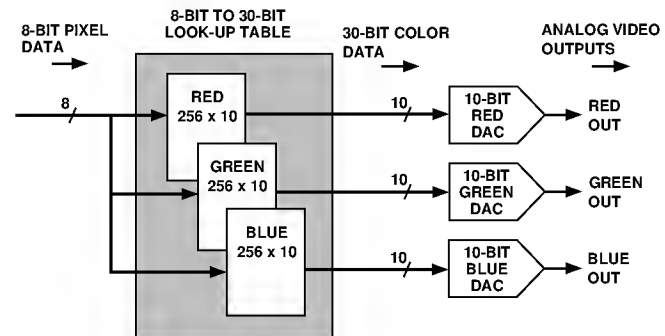 8-BIT PIXEL
DATA
8-BIT TO 30-BIT
LOOK-UP TABLE
30-BIT COLOR
DATA
ANALOG VIDEO
OUTPUTS
8
RED
256 x 10
10
10-BIT
RED
DAC
RED
OUT
GREEN
256 x 10
10
10-BIT
GREEN
DAC
GREEN
OUT
BLUE
256 x 10
10
10-BIT
BLUE
DAC
BLUE
OUT